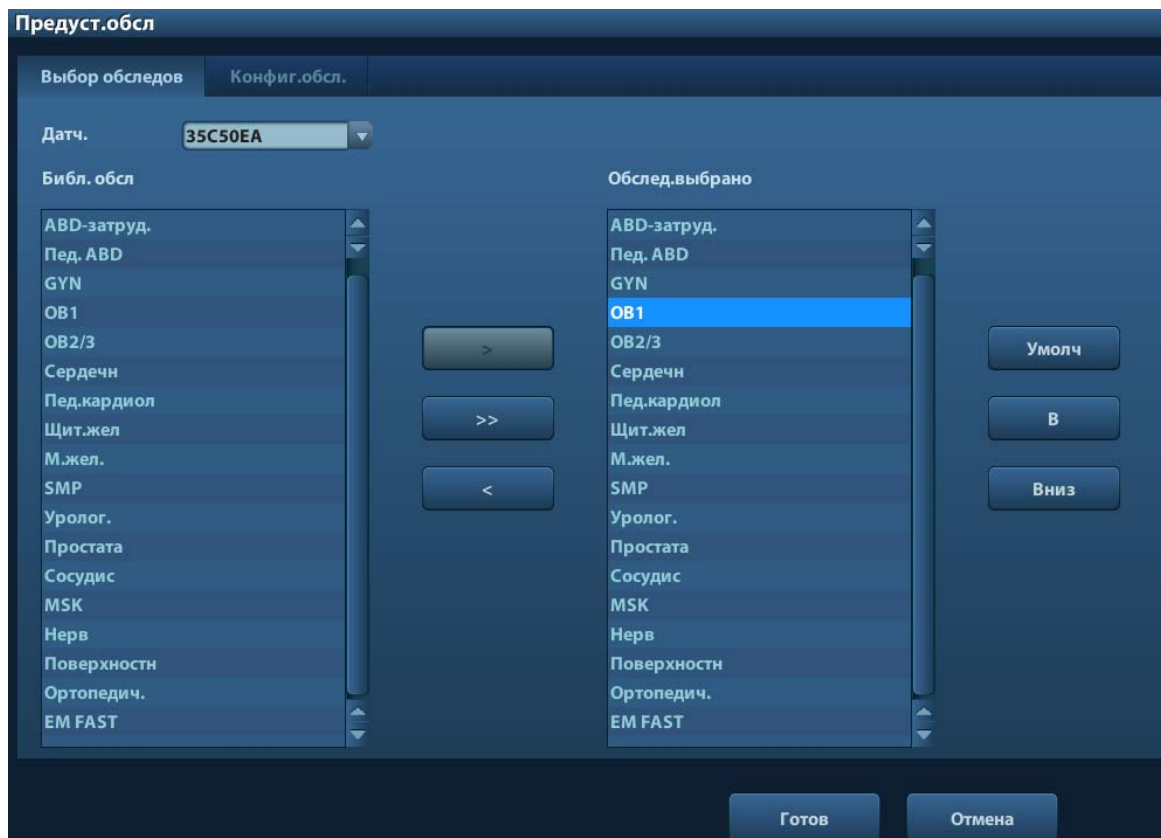 Предуст.обсл
Выбор обследов
Конфиг.обсл.
Датч.
35C50EA
Библ. обсл
ABD-затруд.
Пед. ABD
GYN
OB1
OB2/3
Сердечн
Пед.кардиол
Щит.жел
М.жел.
SMP
Уролог.
Простата
Сосудис
MSK
Нерв
Поверхностн
Ортопедич.
EM FAST
>
>>
<
Обслед.выбрано
ABD-затруд.
Пед. ABD
GYN
OB1
OB2/3
Сердечн
Пед.кардиол
Щит.жел
М.жел.
SMP
Уролог.
Простата
Сосудис
MSK
Нерв
Поверхностн
Ортопедич.
EM FAST
Умолч
В
Вниз
Готов
Отмена